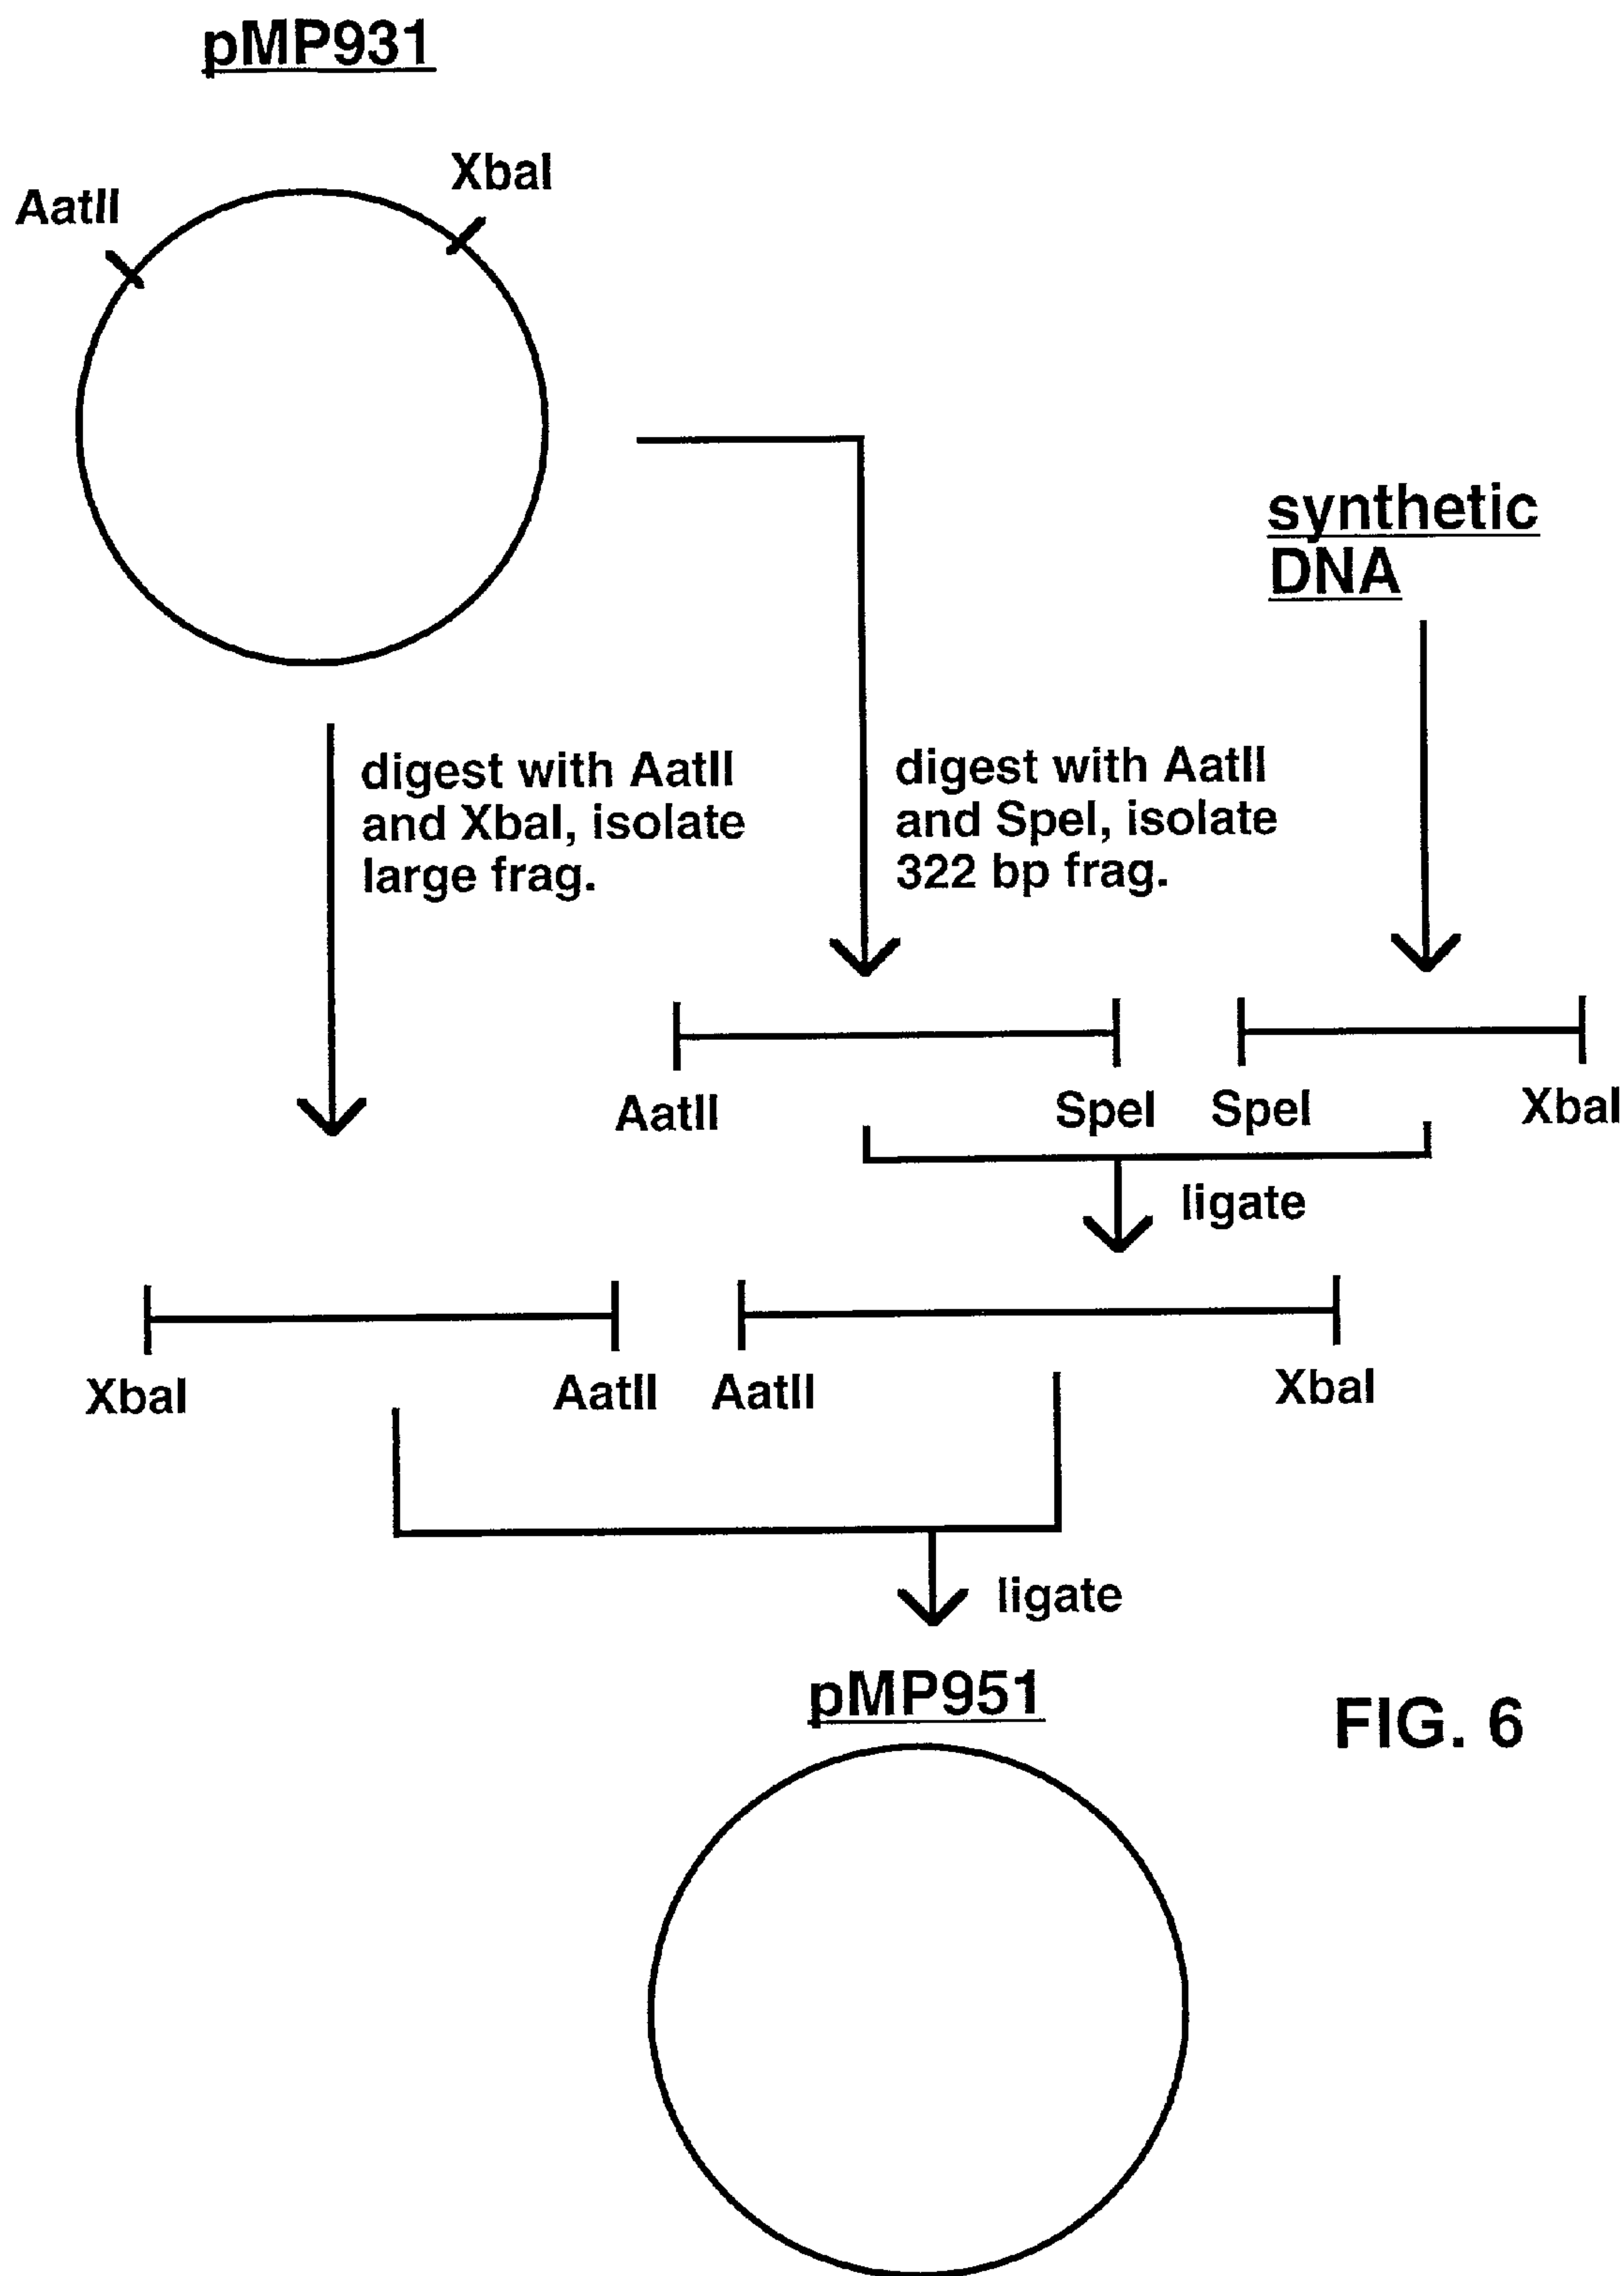 pMP931
AatII
XbaI
synthetic
DNA
digest with AatII
and XbaI, isolate
large frag.
digest with AatII
and SpeI, isolate
322 bp frag.
AatII
SpeI
SpeI
XbaI
ligate
XbaI
AatII
AatII
XbaI
ligate
pMP951
FIG. 6